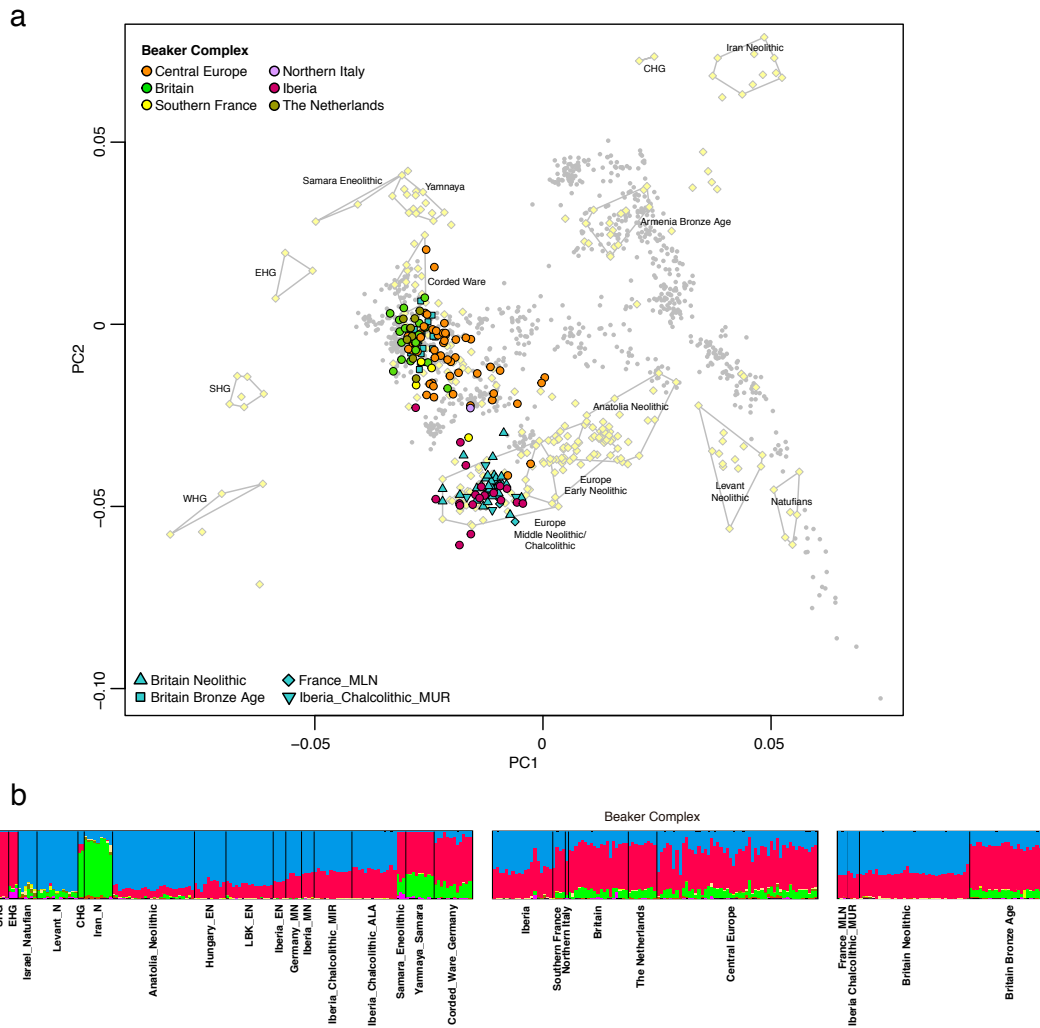 a
Beaker Complex
Central Europe
Northern Italy
Britain
Iberia
Southern France
The Netherlands
CHG
Iran Neolithic
Samara Eneolithic
Yamnaya
Armenia Bronze Age
EHG
Corded Ware
SHG
Anatolia Neolithic
WHG
Europe
Early Neolithic
Levant
Neolithic
Natufians
Europe
Middle Neolithic/
Chalcolithic
Britain Neolithic
France_MLN
Britain Bronze Age
Iberia_Chalcolithic_MUR
0.05
0
−0.05
−0.10
PC2
−0.05
0
0.05
PC1
b
Beaker Complex
EHG
Israel_Natufian
Levant_N
CHG
Iran_N
Anatolia_Neolithic
Hungary_EN
LBK_EN
Iberia_EN
Germany_MN
Iberia_MN
Iberia_Chalcolithic_MIR
Iberia_Chalcolithic_ALA
Samara_Eneolithic
Yamnaya_Samara
Corded_Ware_Germany
Iberia
Southern France
Northern Italy
Britain
The Netherlands
Central Europe
France_MLN
Iberia Chalcolithic_MUR
Britain Neolithic
Britain Bronze Age